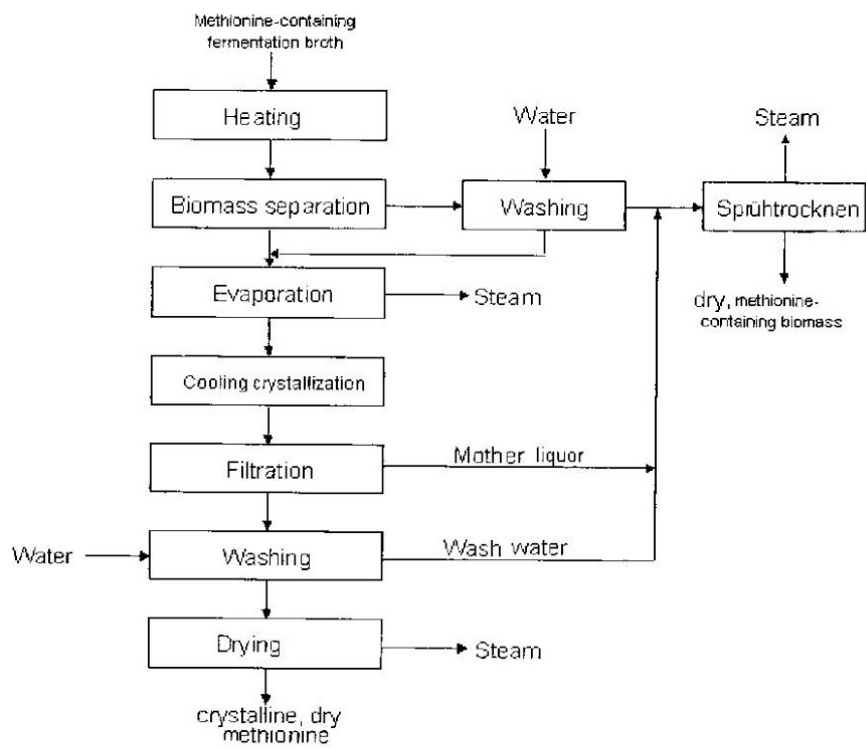 Methionine-containing
fermentation broth
Heating
Water
Steam
Biomass separation
Washing
Sprühtrocknen
Evaporation
Steam
dry, methionine-
containing biomass
Cooling crystallization
Filtration
Mother liquor
Water
Washing
Wash water
Drying
Steam
crystalline, dry
methionine